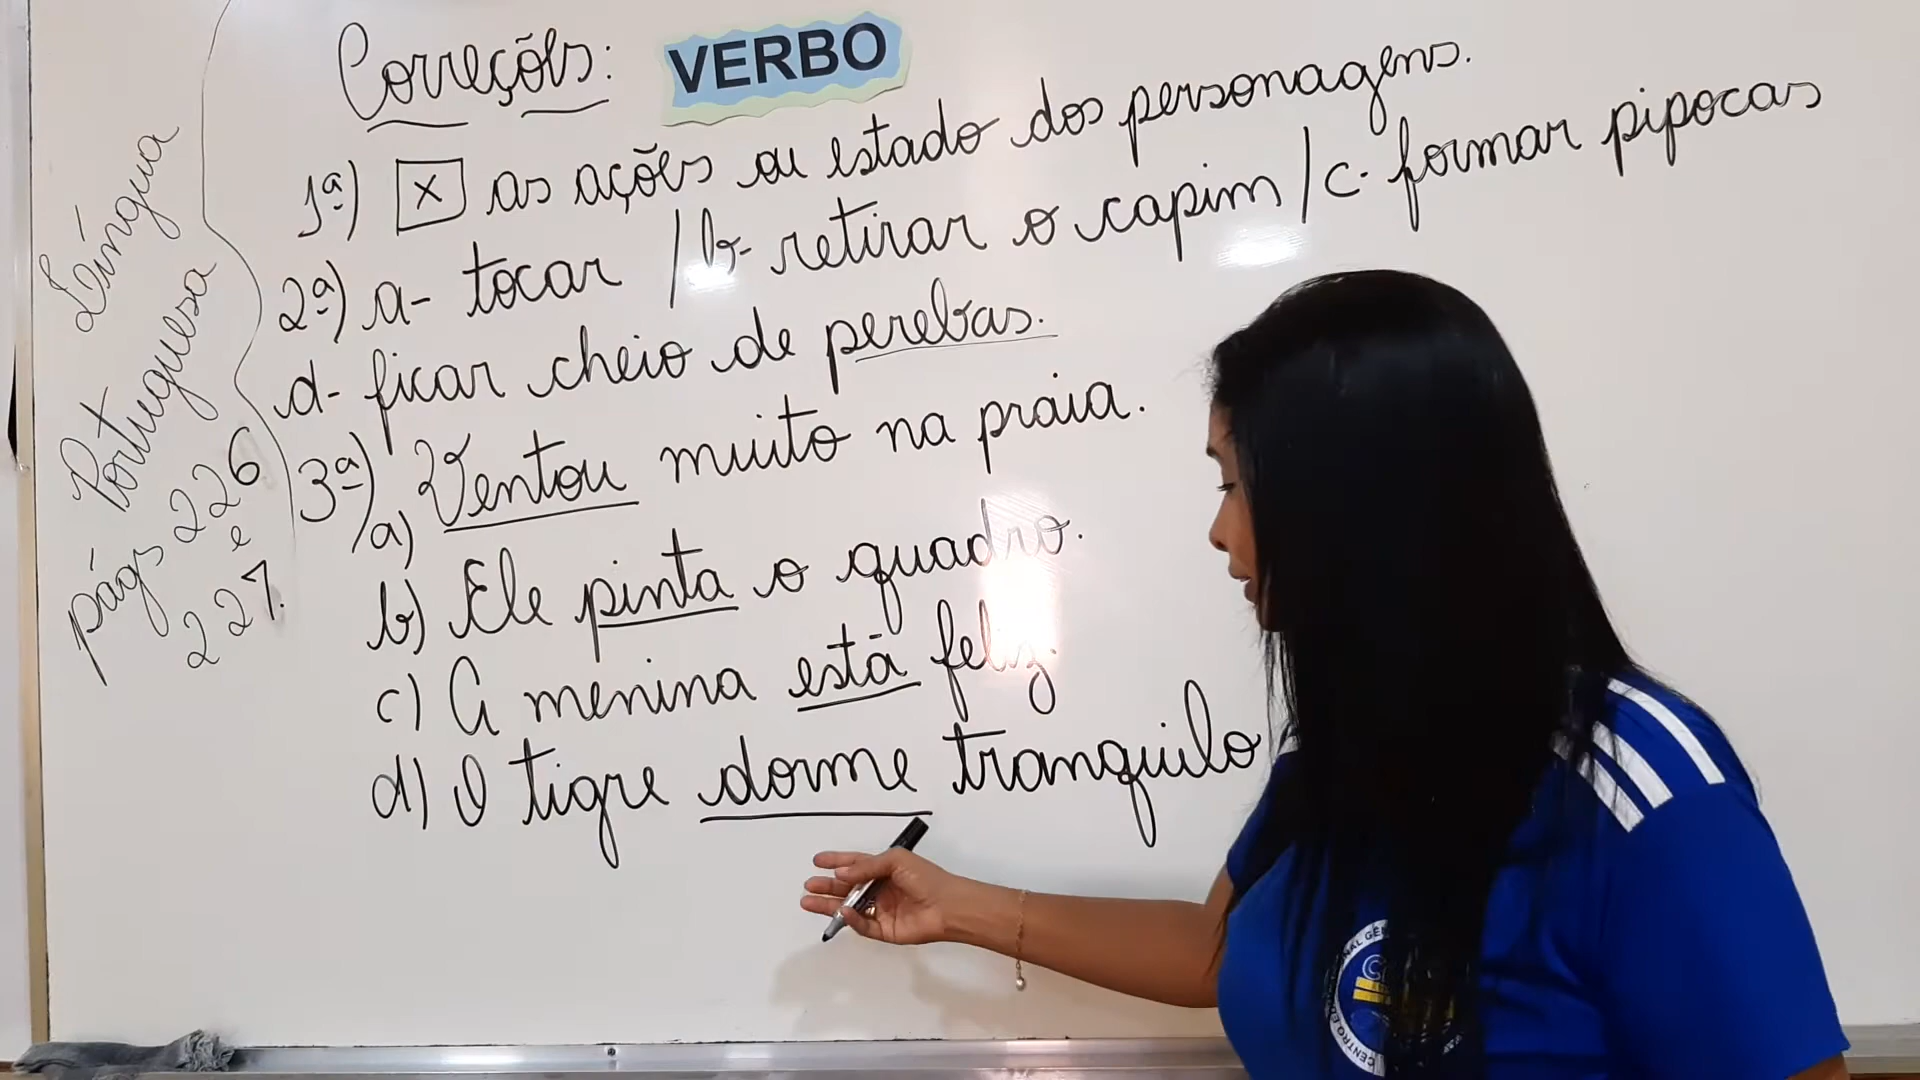 Correções: VERBO
1ª) x as ações ou estado dos personagens.
2ª) a- tocar / b- retirar o capim / c- formar pipocas
d- ficar cheio de perebas.
3ª)
a) Ventou muito na praia.
b) Ele pinta o quadro.
c) A menina está feliz.
d) O tigre dorme tranquilo
Língua
Portuguesa
págs 226
e
227.
CENTRO